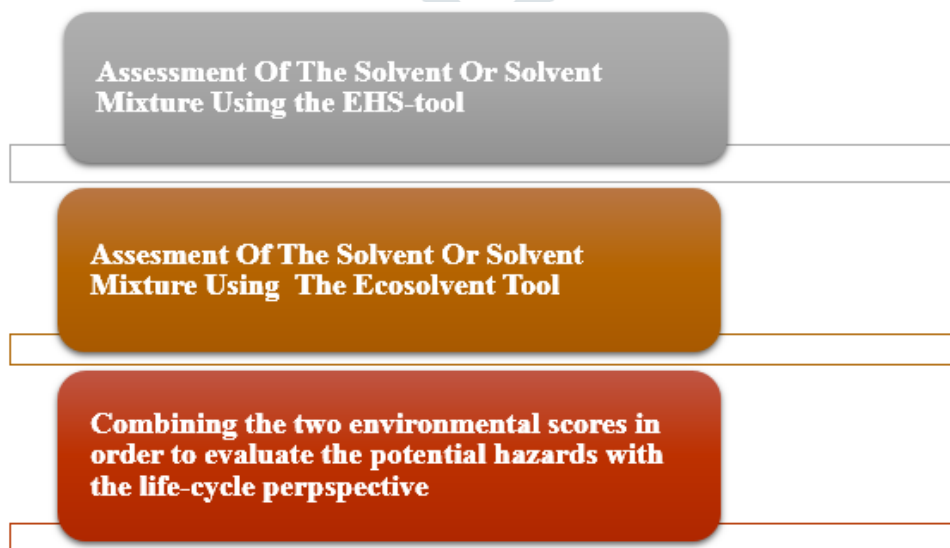 Assessment Of The Solvent Or Solvent
Mixture Using the EHS-tool
Assesment Of The Solvent Or Solvent
Mixture Using The Ecosolvent Tool
Combining the two environmental scores in
order to evaluate the potential hazards with
the life-cycle perpspective